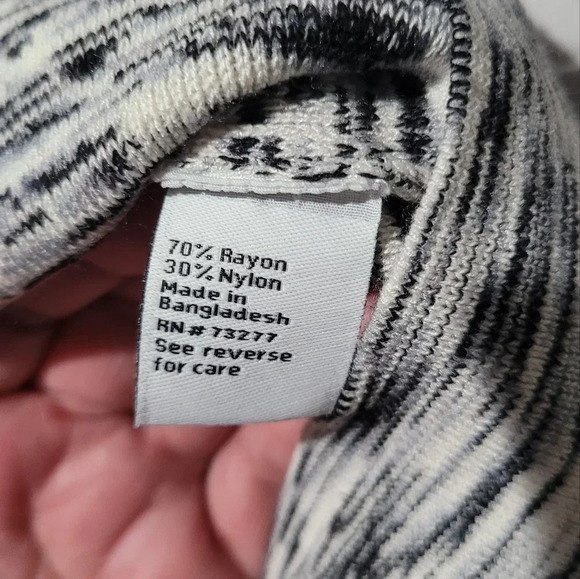 70% Rayon
30% Nylon
Made in
Bangladesh
RN# 73277
See reverse
for care